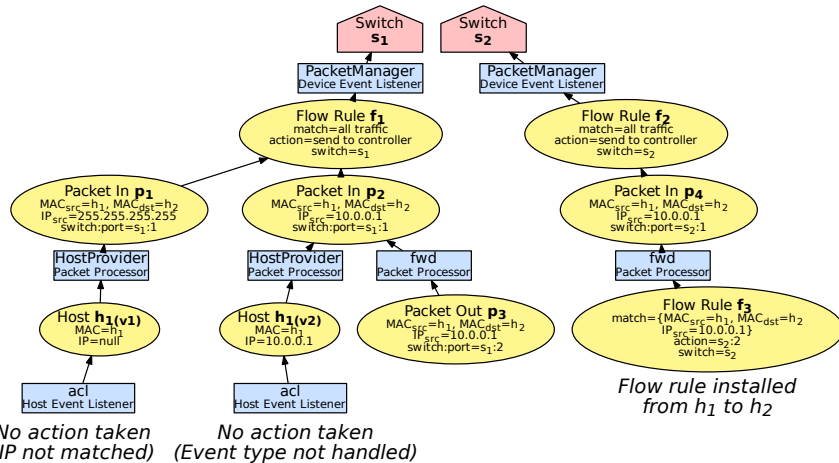 Switch
s1
Switch
s2
PacketManager
Device Event Listener
PacketManager
Device Event Listener
Flow Rule f1
match=all traffic
action=send to controller
switch=s1
Flow Rule f2
match=all traffic
action=send to controller
switch=s2
Packet In p1
MACsrc=h1, MACdst=h2
IPsrc=255.255.255.255
switch:port=s1:1
Packet In p2
MACsrc=h1, MACdst=h2
IPsrc=10.0.0.1
switch:port=s1:1
Packet In p4
MACsrc=h1, MACdst=h2
IPsrc=10.0.0.1
switch:port=s2:1
HostProvider
Packet Processor
HostProvider
Packet Processor
fwd
Packet Processor
fwd
Packet Processor
Host h1(v1)
MAC=h1
IP=null
Host h1(v2)
MAC=h1
IP=10.0.0.1
Packet Out p3
MACsrc=h1, MACdst=h2
IPsrc=10.0.0.1
switch:port=s1:2
Flow Rule f3
match={MACsrc=h1, MACdst=h2
IPsrc=10.0.0.1}
action=s2:2
switch=s2
acl
Host Event Listener
acl
Host Event Listener
Flow rule installed
from h1 to h2
No action taken
IP not matched)
No action taken
(Event type not handled)